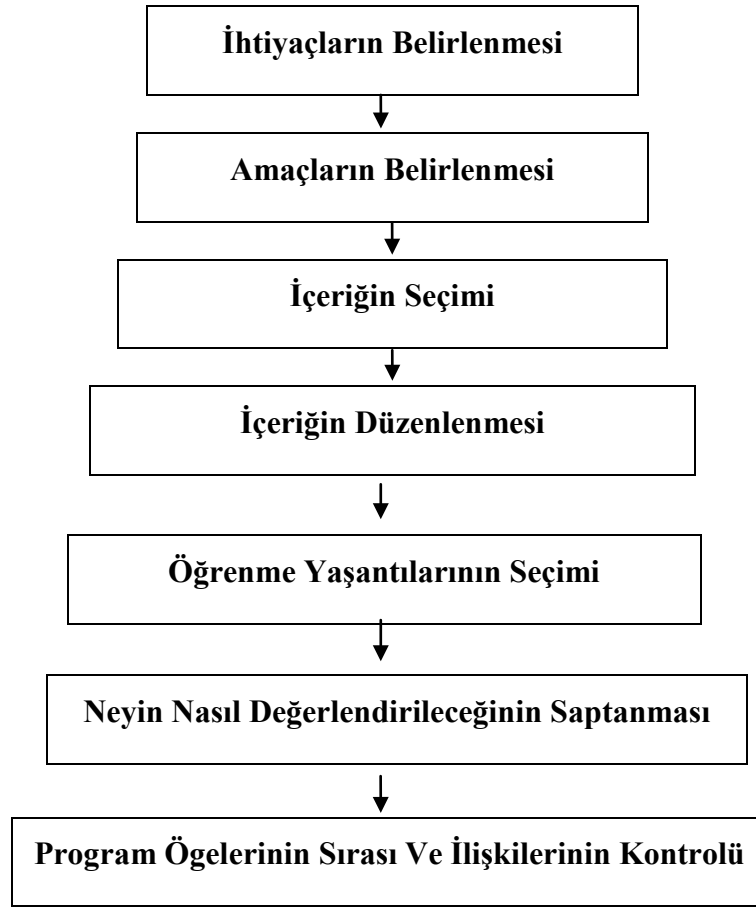 İhtiyaçların Belirlenmesi
Amaçların Belirlenmesi
İçeriğin Seçimi
İçeriğin Düzenlenmesi
Öğrenme Yaşantılarının Seçimi
Neyin Nasıl Değerlendirileceğinin Saptanması
Program Ögelerinin Sırası Ve İlişkilerinin Kontrolü